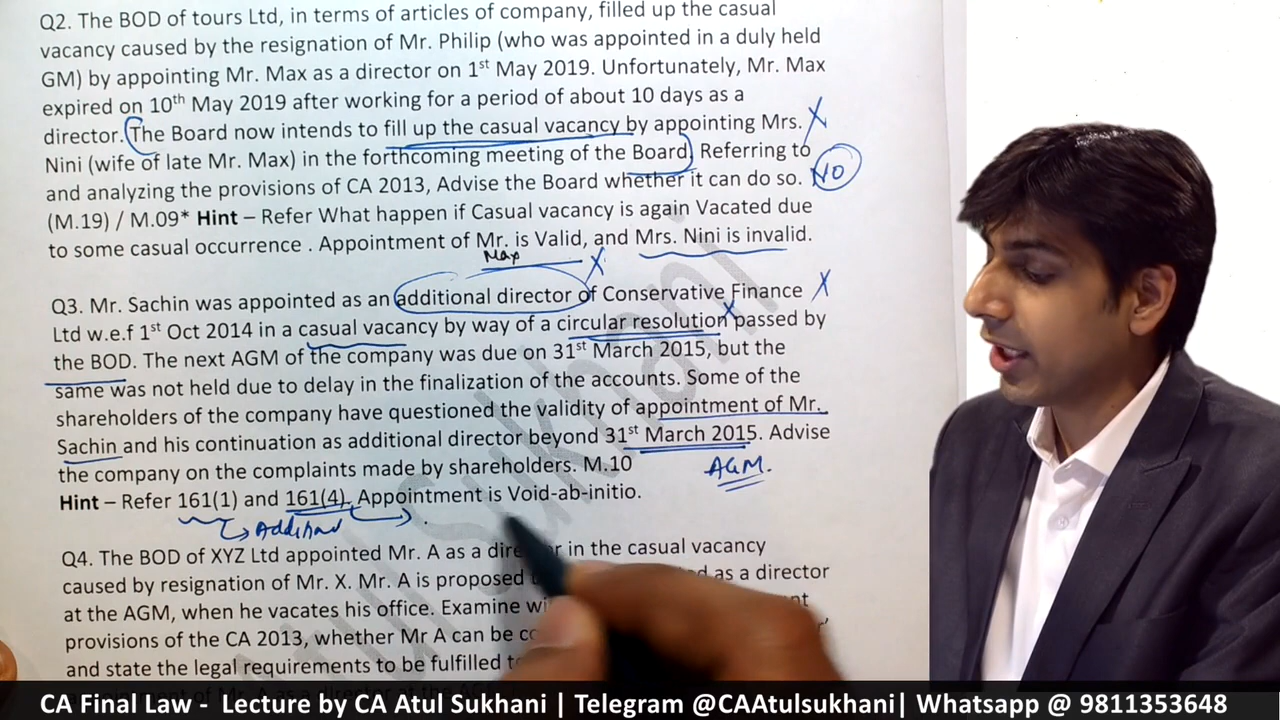 Q2. The BOD of tours Ltd, in terms of articles of company, filled up the casual
vacancy caused by the resignation of Mr. Philip (who was appointed in a duly held
GM) by appointing Mr. Max as a director on 1st May 2019. Unfortunately, Mr. Max
expired on 10th May 2019 after working for a period of about 10 days as a
director. The Board now intends to fill up the casual vacancy by appointing Mrs.
Nini (wife of late Mr. Max) in the forthcoming meeting of the Board. Referring to
and analyzing the provisions of CA 2013, Advise the Board whether it can do so.
NO
(M.19) / M.09* Hint – Refer What happen if Casual vacancy is again Vacated due
to some casual occurrence . Appointment of Mr. is Valid, and Mrs. Nini is invalid.
Max
Q3. Mr. Sachin was appointed as an additional director of Conservative Finance
Ltd w.e.f 1st Oct 2014 in a casual vacancy by way of a circular resolution passed by
the BOD. The next AGM of the company was due on 31st March 2015, but the
same was not held due to delay in the finalization of the accounts. Some of the
shareholders of the company have questioned the validity of appointment of Mr.
Sachin and his continuation as additional director beyond 31st March 2015. Advise
the company on the complaints made by shareholders. M.10
AGM.
Hint – Refer 161(1) and 161(4). Appointment is Void-ab-initio.
Q4. The BOD of XYZ Ltd appointed Mr. A as a director in the casual vacancy
caused by resignation of Mr. X. Mr. A is proposed as a director
at the AGM, when he vacates his office. Examine
provisions of the CA 2013, whether Mr A can be
and state the legal requirements to be fulfilled
Atul Sukhani
CA Final Law - Lecture by CA Atul Sukhani | Telegram @CAAtulsukhani| Whatsapp @ 9811353648